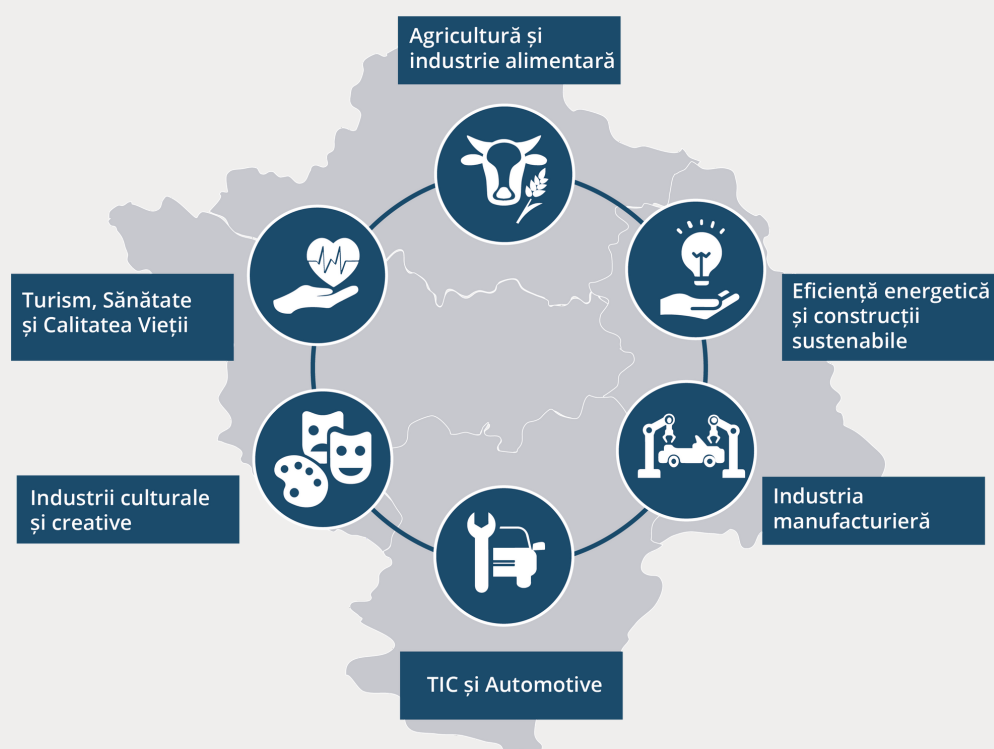 Agricultură și
industrie alimentară
Turism, Sănătate
și Calitatea Vieții
Eficiență energetică
și construcții
sustenabile
Industrii culturale
și creative
Industria
manufacturieră
TIC și Automotive